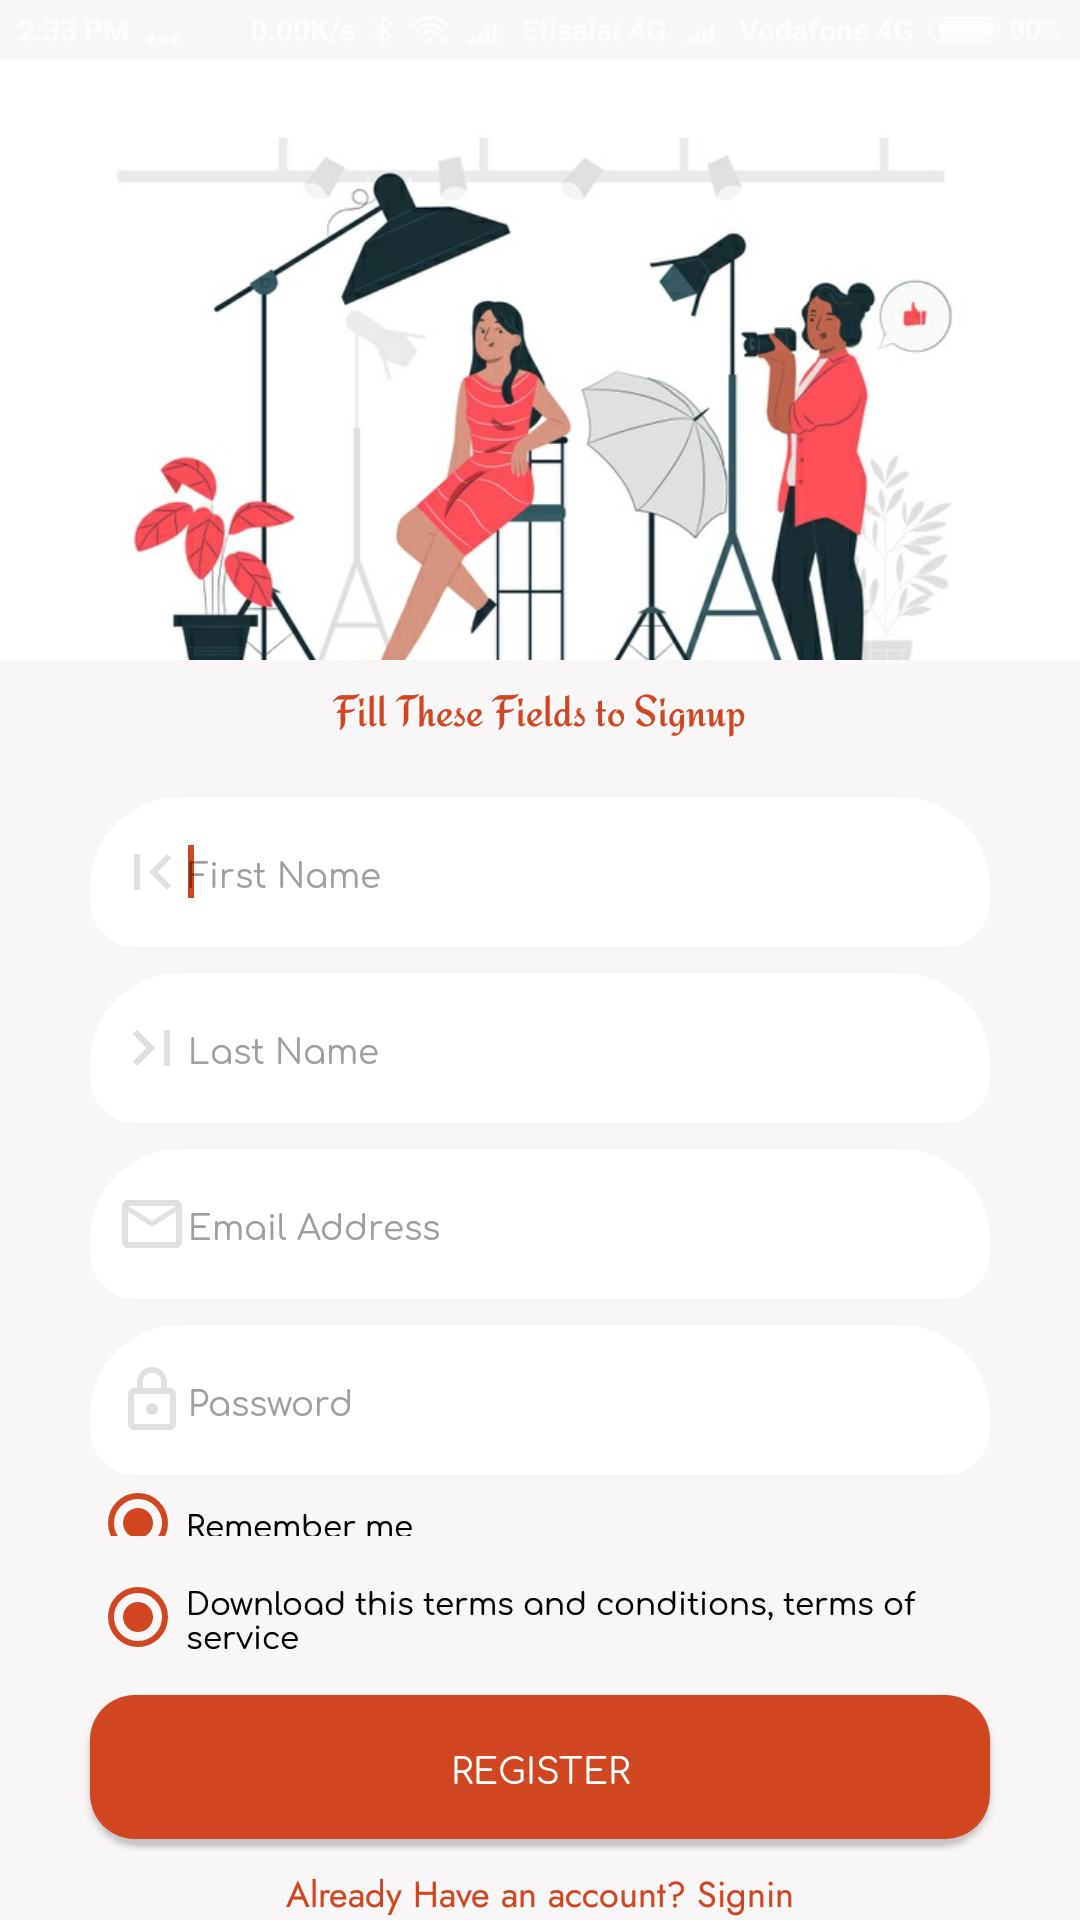 2:33 PM ... 0.00K/s Etisalat 4G Vodafone 4G 90%
Fill These Fields to Signup
First Name
Last Name
Email Address
Password
Remember me
Download this terms and conditions, terms of
service
REGISTER
Already Have an account? Signin